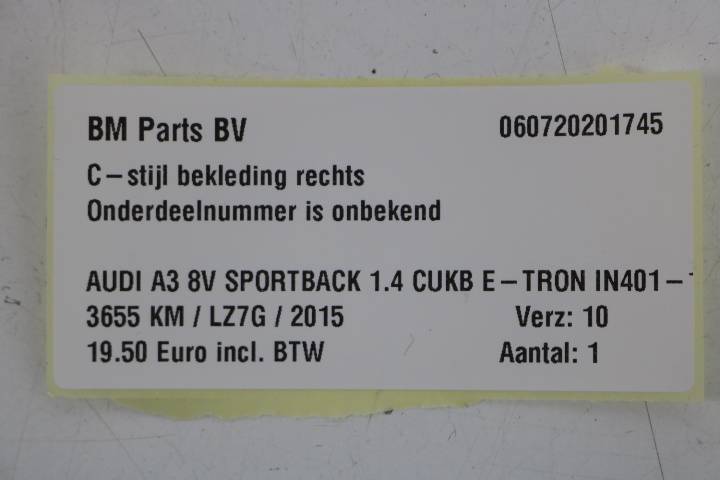 BM Parts BV 060720201745
C-stijl bekleding rechts
Onderdeelnummer is onbekend
AUDI A3 8V SPORTBACK 1.4 CUKB E-TRON IN401-
3655 KM / LZ7G / 2015 Verz: 10
19.50 Euro incl. BTW Aantal: 1